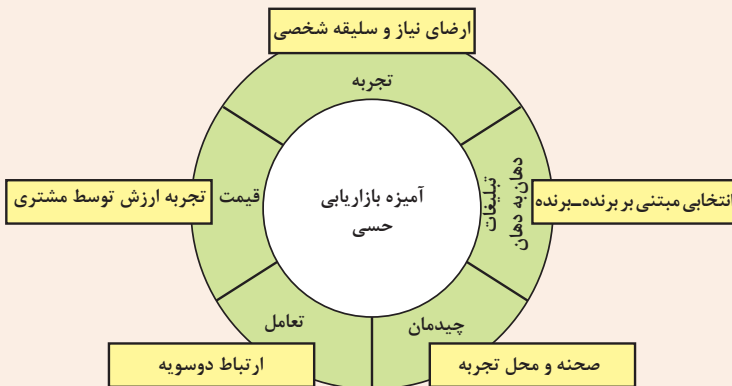 ارضای نیاز و سلیقه شخصی
تجربه
تبلیغات
دهان به دهان
انتخابی مبتنی بر برنده–برنده
آمیزه بازاریابی
حسی
قیمت
تجربه ارزش توسط مشتری
چیدمان
تعامل
صحنه و محل تجربه
ارتباط دوسویه